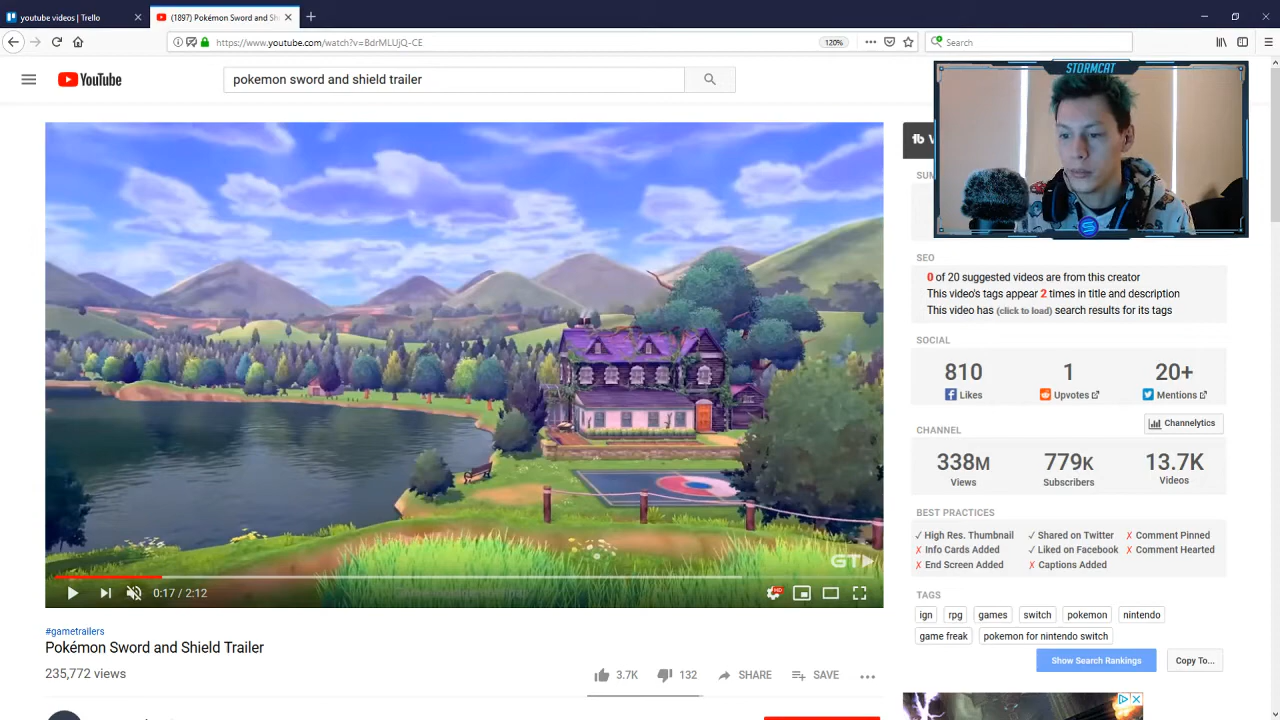 youtube videos | Trello
(1897) Pokémon Sword and Sh
https://www.youtube.com/watch?v=BdrMLUjQ-CE
120%
Search
YouTube
pokemon sword and shield trailer
STORMCAT
tb
SEO
0 of 20 suggested videos are from this creator
This video's tags appear 2 times in title and description
This video has (click to load) search results for its tags
SOCIAL
810 1 20+
Likes Upvotes Mentions
Channelytics
CHANNEL
338M 779K 13.7K
Views Subscribers Videos
BEST PRACTICES
✓ High Res. Thumbnail ✓ Shared on Twitter ✗ Comment Pinned
✗ Info Cards Added ✓ Liked on Facebook ✗ Comment Hearted
✗ End Screen Added ✗ Captions Added
TAGS
ign rpg games switch pokemon nintendo
game freak pokemon for nintendo switch
Show Search Rankings Copy To...
GT
HD
0:17 / 2:12
#gametrailers
Pokémon Sword and Shield Trailer
235,772 views
3.7K 132 SHARE SAVE